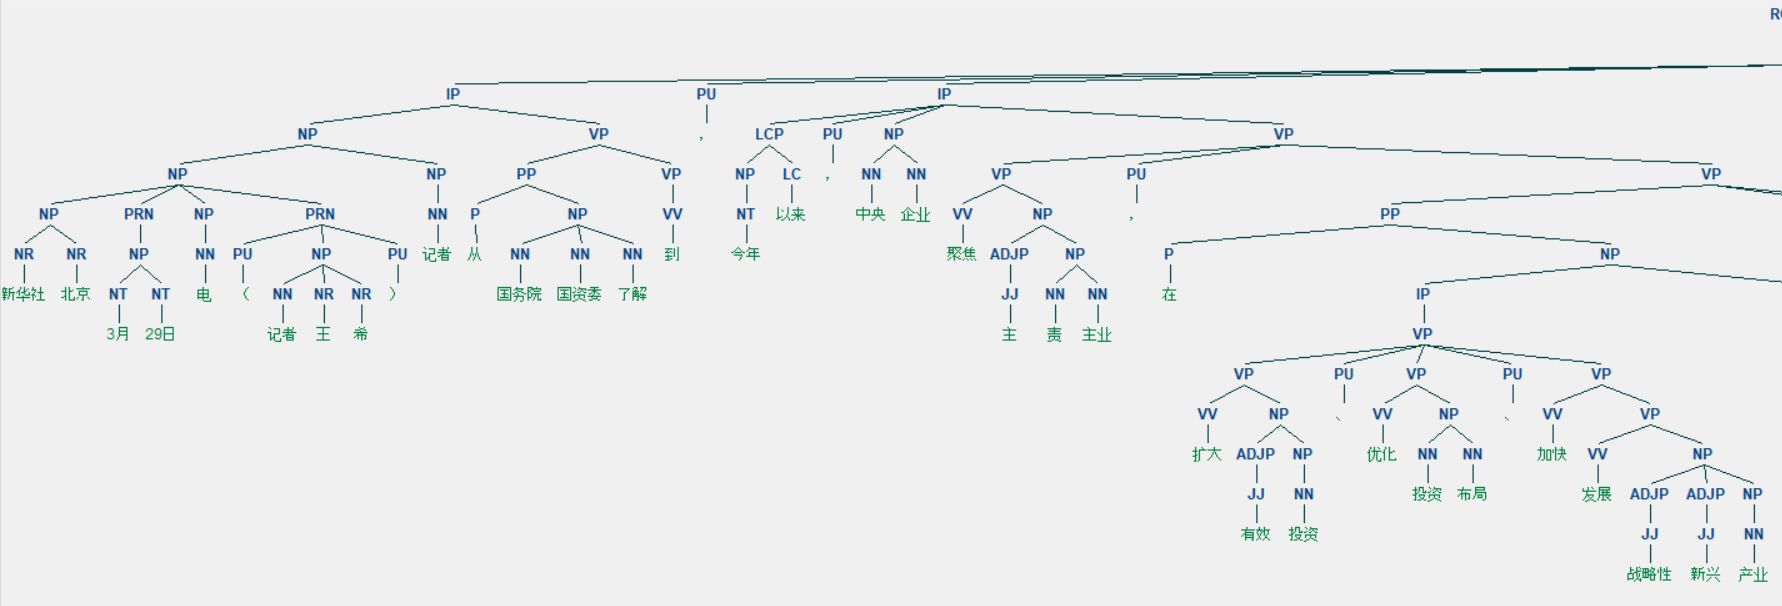 RO
IP PU IP
NP VP , LCP PU NP VP
NP NP PP VP NP LC , NN NN VP PU VP
NP PRN NP PRN NN P NP VV NT 以来 中央 企业 VV NP , PP
NR NR NP NN PU NP PU 记者 从 NN NN NN 到 今年 聚焦 ADJP NP P NP
新华社 北京 NT NT 电 ( NN NR NR ) 国务院 国资委 了解 JJ NN NN 在 IP
3月 29日 记者 王 希 主 责 主业 VP
VP PU VP PU VP
VV NP 、 VV NP 、 VV VP
扩大 ADJP NP 优化 NN NN 加快 VV NP
JJ NN 投资 布局 发展 ADJP ADJP NP
有效 投资 JJ JJ NN
战略性 新兴 产业